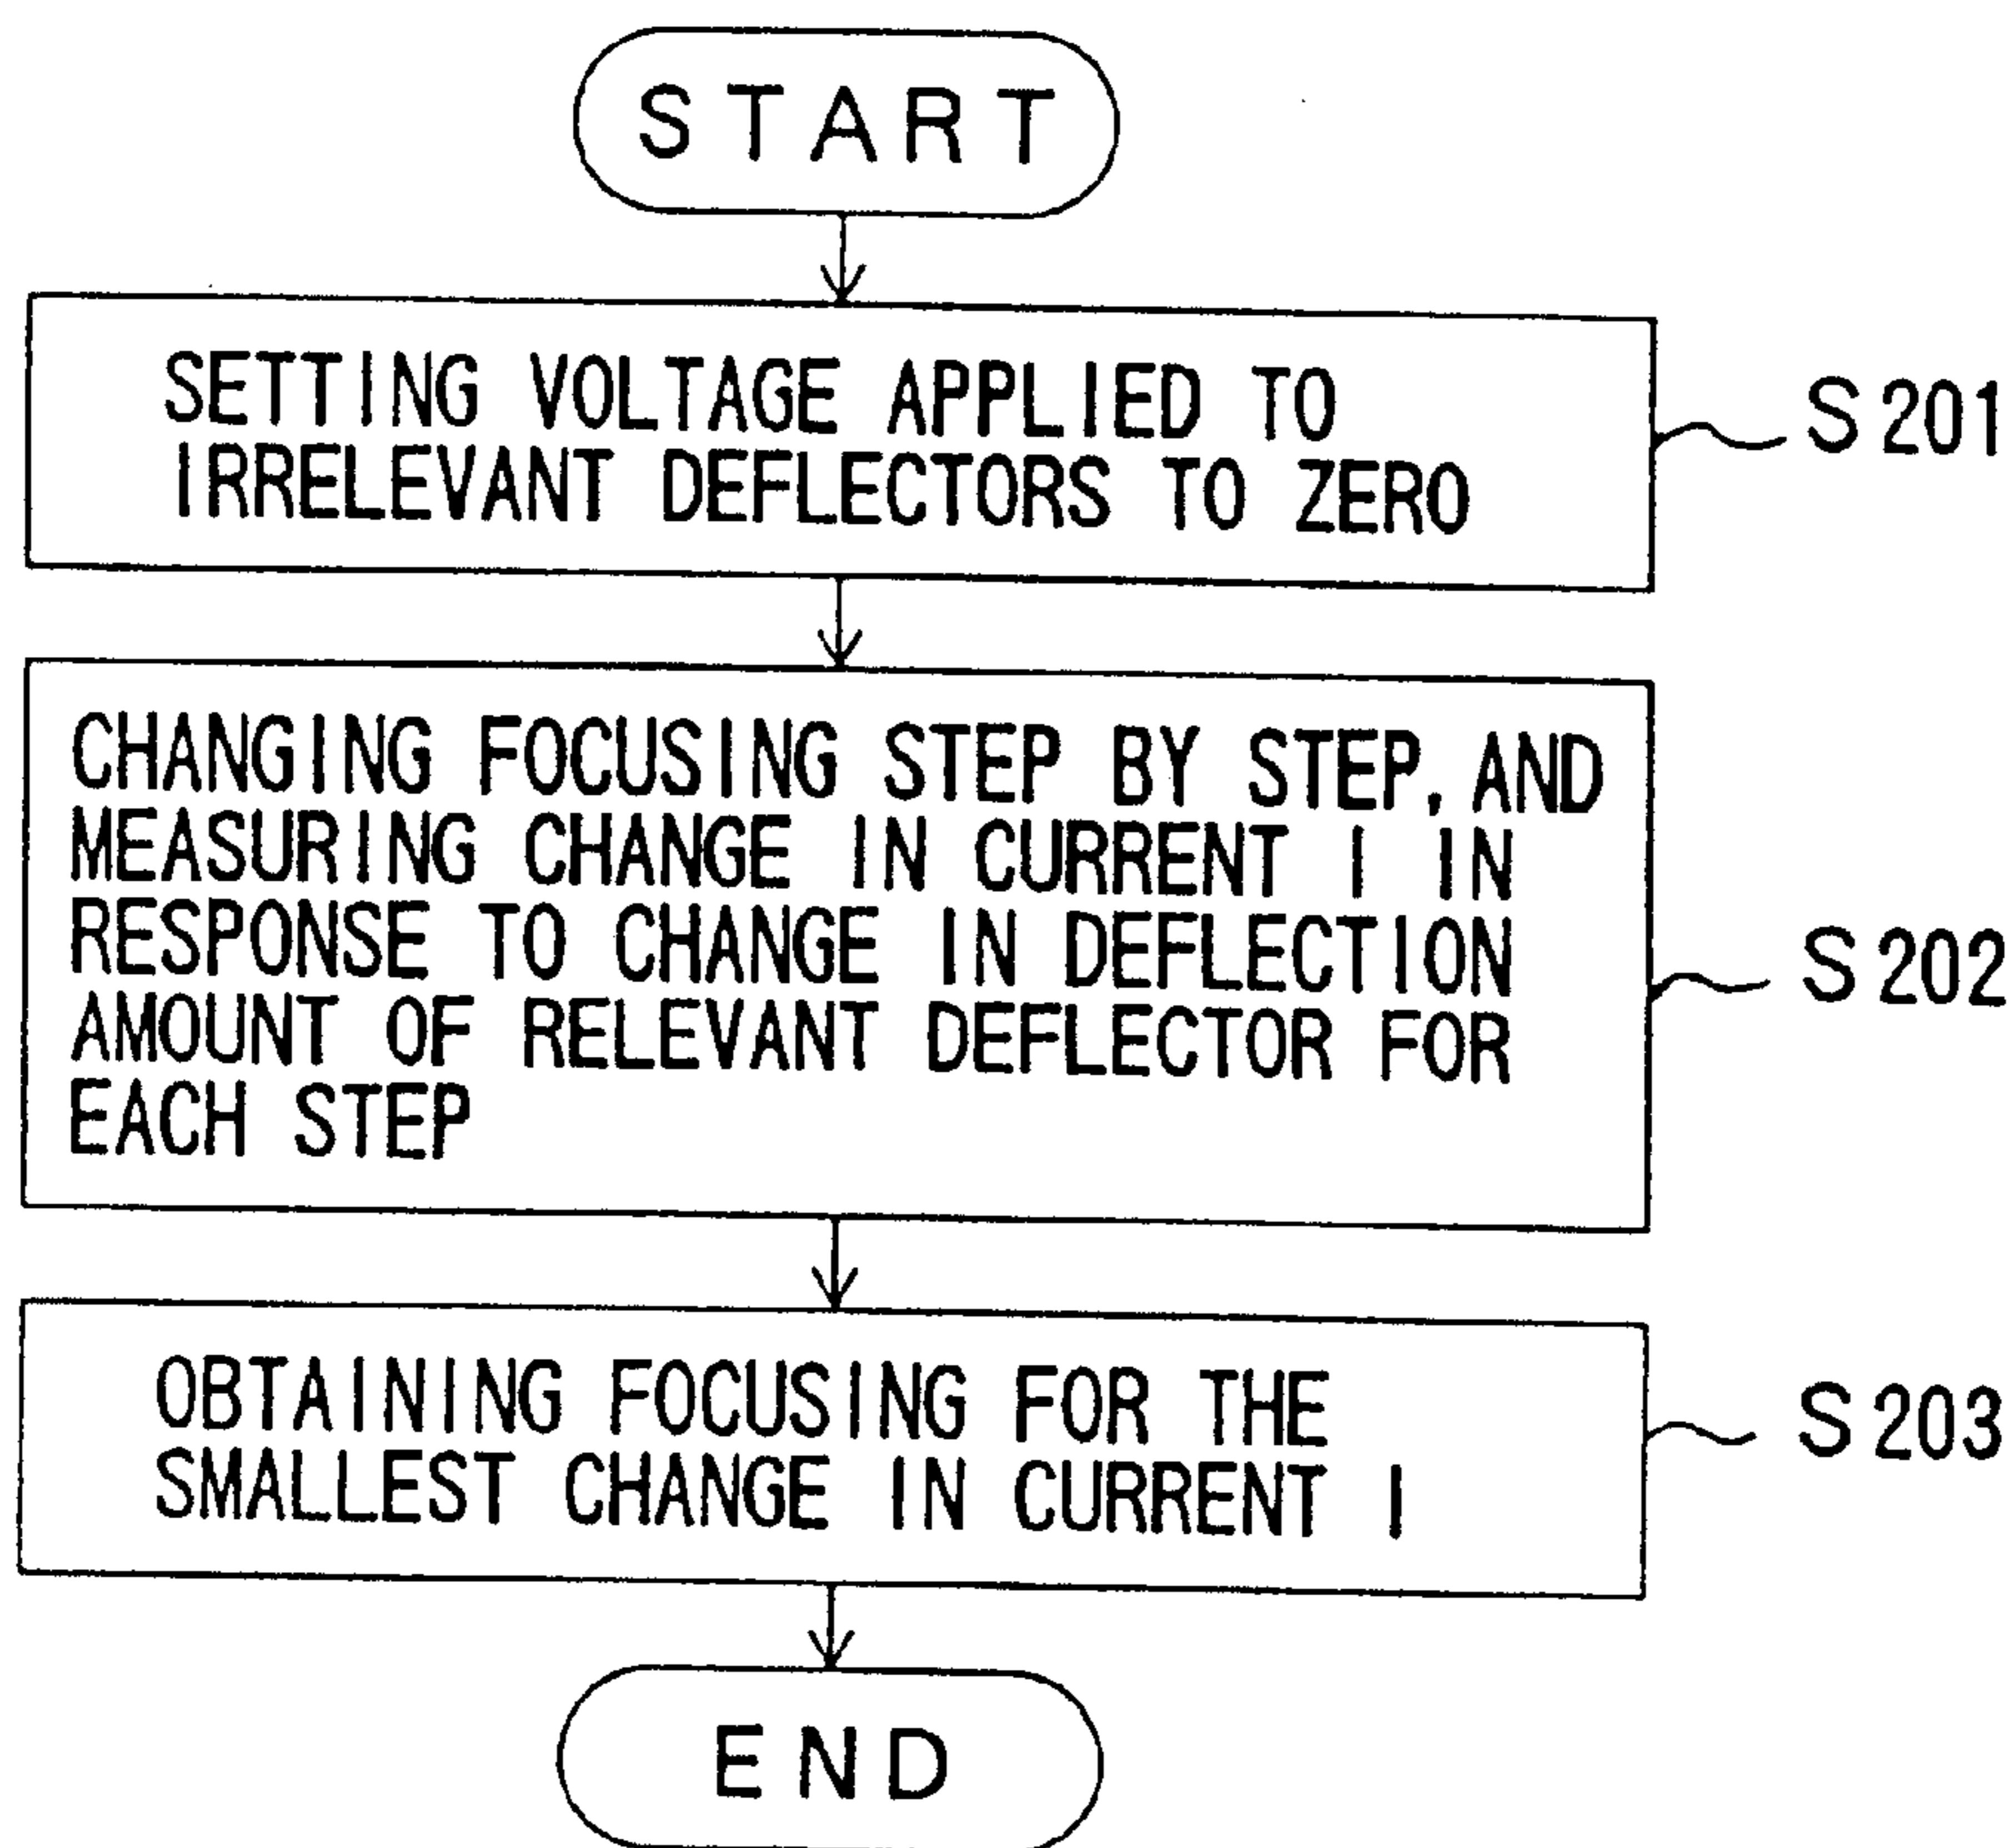 START
SETTING VOLTAGE APPLIED TO
IRRELEVANT DEFLECTORS TO ZERO
S201
CHANGING FOCUSING STEP BY STEP, AND
MEASURING CHANGE IN CURRENT I IN
RESPONSE TO CHANGE IN DEFLECTION
AMOUNT OF RELEVANT DEFLECTOR FOR
EACH STEP
S202
OBTAINING FOCUSING FOR THE
SMALLEST CHANGE IN CURRENT I
S203
END